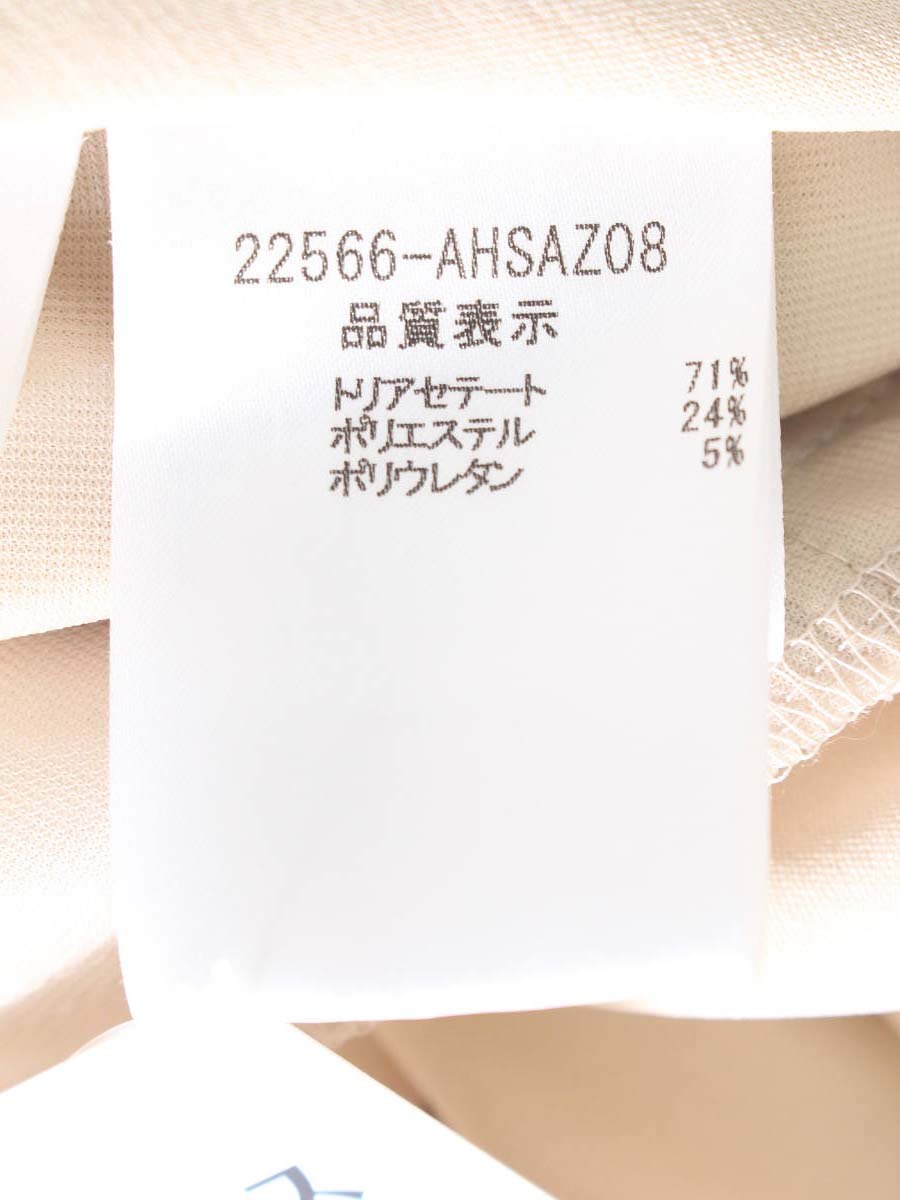 22566-AHSAZ08
品質表示
トリアセテート 71%
ポリエステル 24%
ポリウレタン 5%